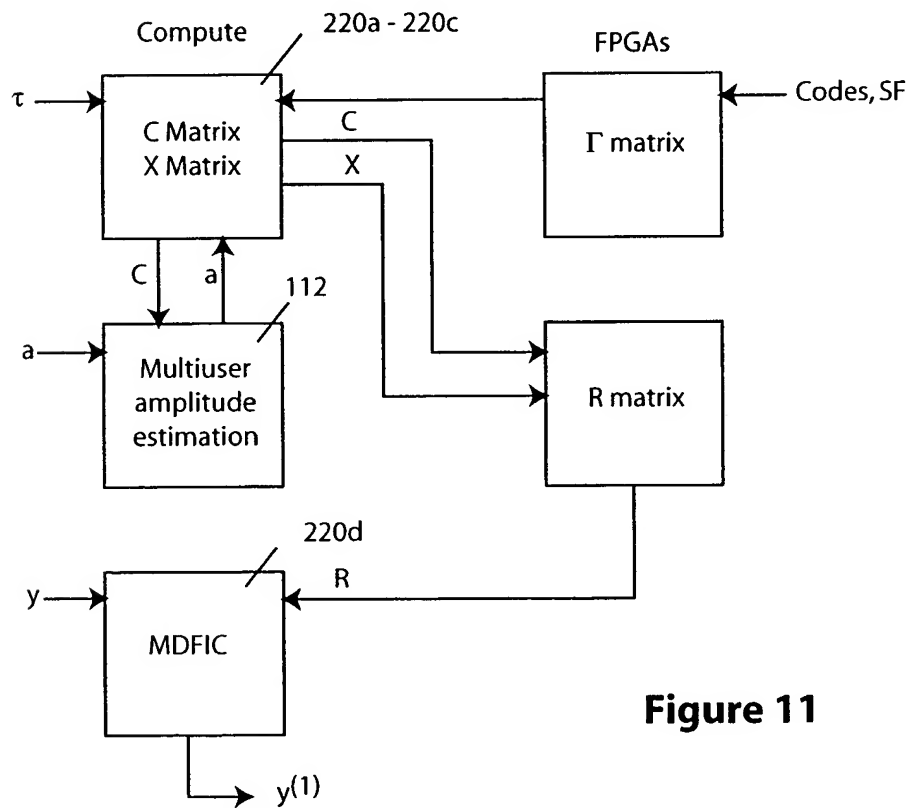 Compute
220a - 220c
FPGAs
τ
C Matrix
X Matrix
C
X
Γ matrix
Codes, SF
C
a
112
a
Multiuser
amplitude
estimation
R matrix
220d
R
y
MDFIC
y(1)
Figure 11